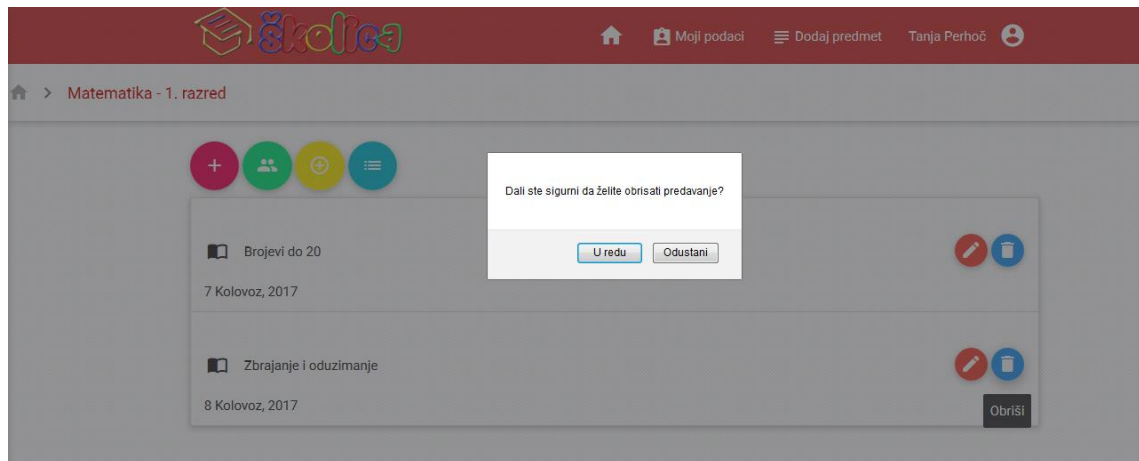 školica
Moji podaci
Dodaj predmet
Tanja Perhoč
> Matematika - 1. razred
Dali ste sigurni da želite obrisati predavanje?
U redu
Odustani
Brojevi do 20
7 Kolovoz, 2017
Zbrajanje i oduzimanje
8 Kolovoz, 2017
Obriši